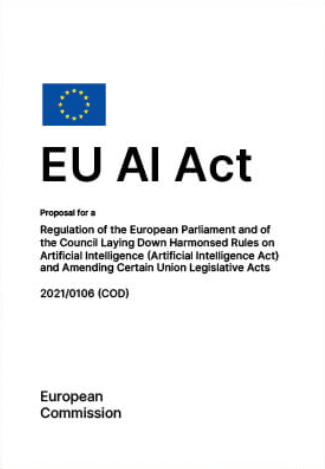 EU AI Act
Proposal for a
Regulation of the European Parliament and of
the Council Laying Down Harmonsed Rules on
Artificial Intelligence (Artificial Intelligence Act)
and Amending Certain Union Legislative Acts
2021/0106 (COD)
European
Commission